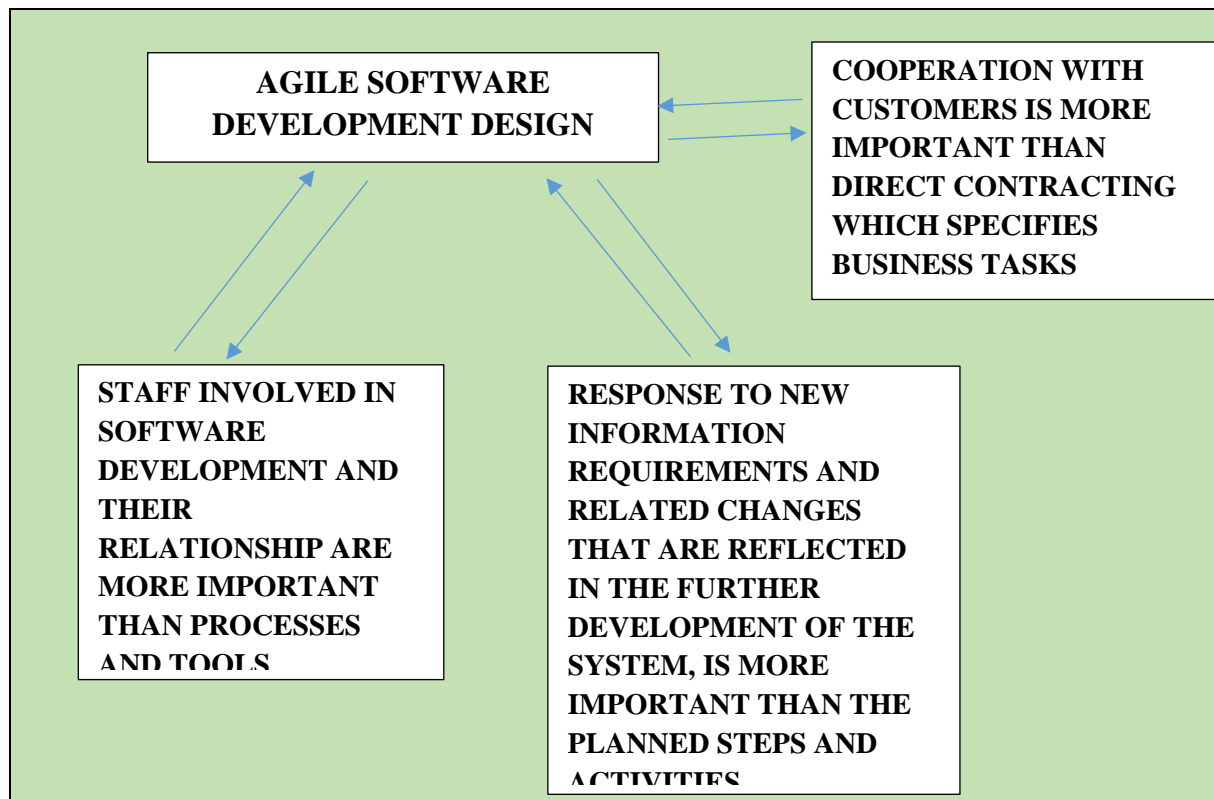 AGILE SOFTWARE
DEVELOPMENT DESIGN
COOPERATION WITH
CUSTOMERS IS MORE
IMPORTANT THAN
DIRECT CONTRACTING
WHICH SPECIFIES
BUSINESS TASKS
STAFF INVOLVED IN
SOFTWARE
DEVELOPMENT AND
THEIR
RELATIONSHIP ARE
MORE IMPORTANT
THAN PROCESSES
AND TOOLS
RESPONSE TO NEW
INFORMATION
REQUIREMENTS AND
RELATED CHANGES
THAT ARE REFLECTED
IN THE FURTHER
DEVELOPMENT OF THE
SYSTEM, IS MORE
IMPORTANT THAN THE
PLANNED STEPS AND
ACTIVITIES